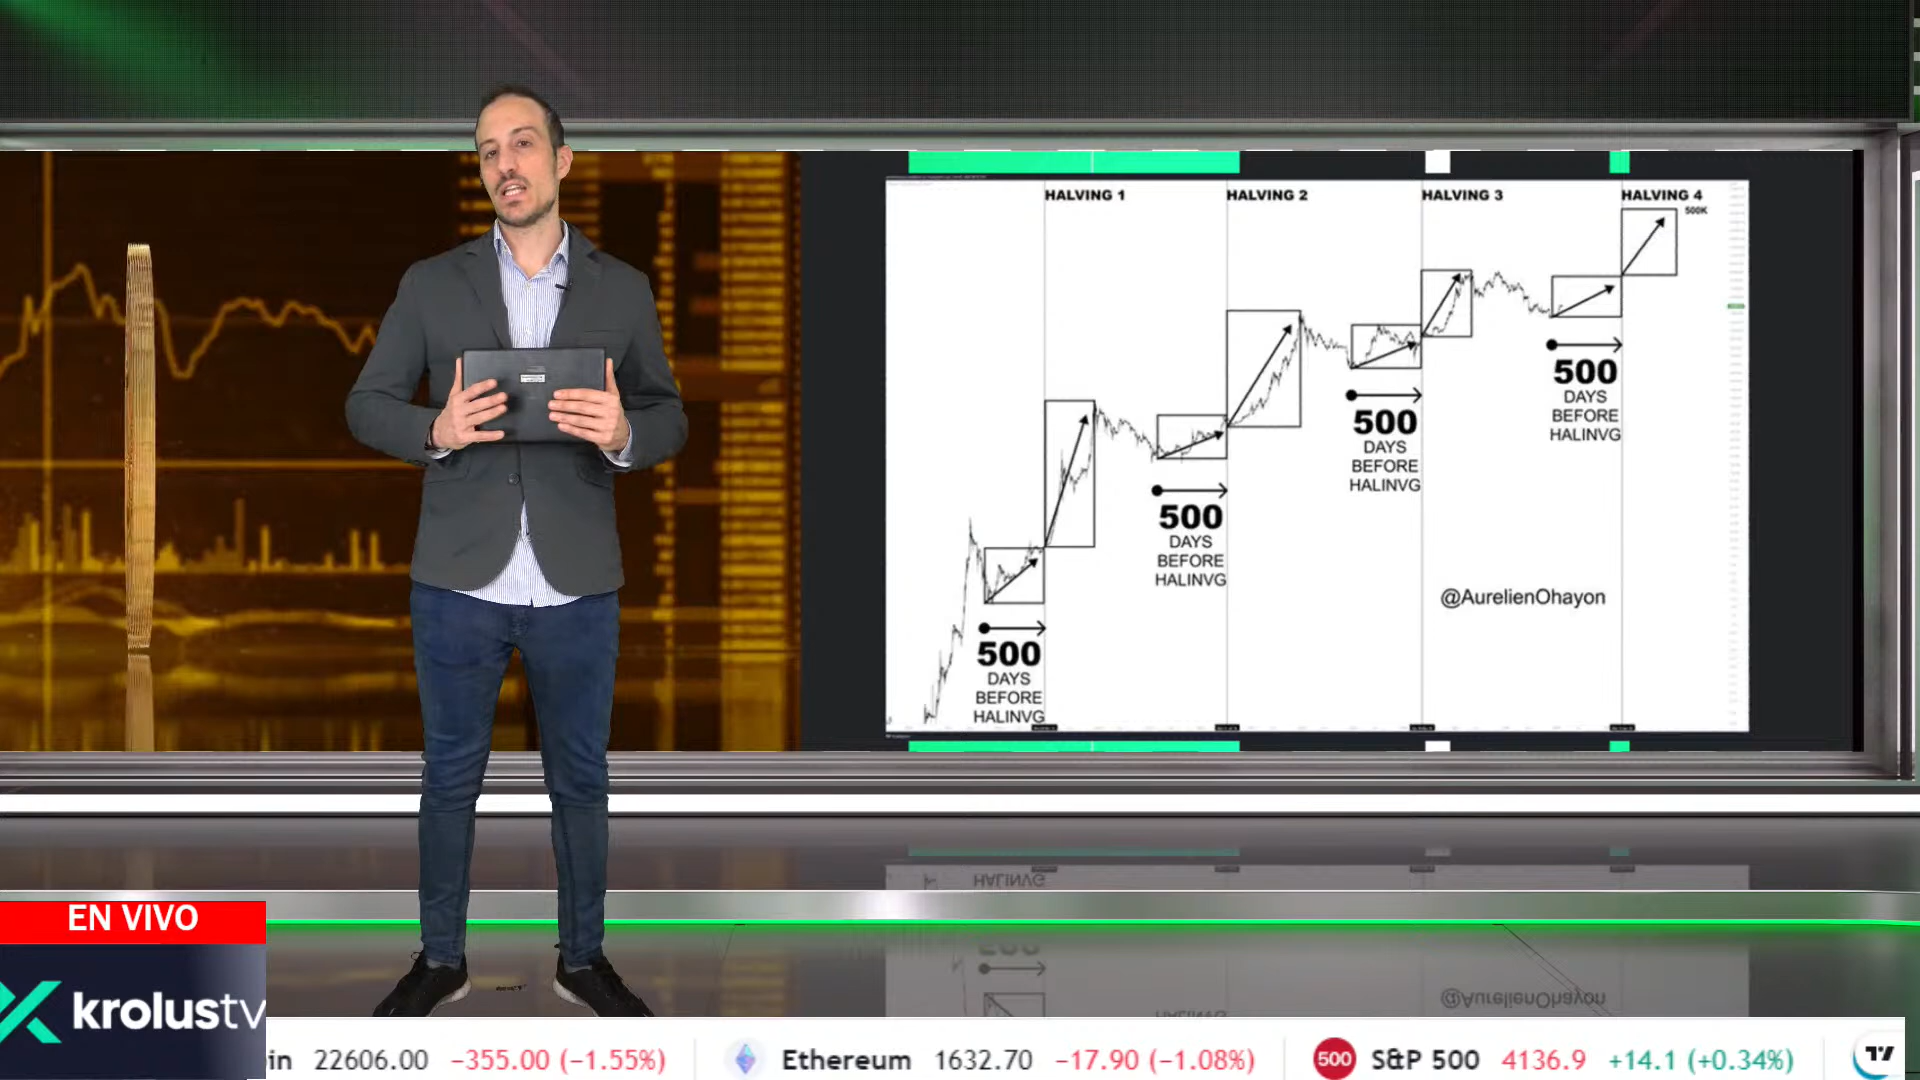 HALVING 1
HALVING 2
HALVING 3
HALVING 4
500K
500
DAYS
BEFORE
HALINVG
500
DAYS
BEFORE
HALINVG
500
DAYS
BEFORE
HALINVG
500
DAYS
BEFORE
HALINVG
@AurelienOhayon
EN VIVO
krolustv
in 22606.00 −355.00 (−1.55%) Ethereum 1632.70 −17.90 (−1.08%) 500 S&P 500 4136.9 +14.1 (+0.34%)